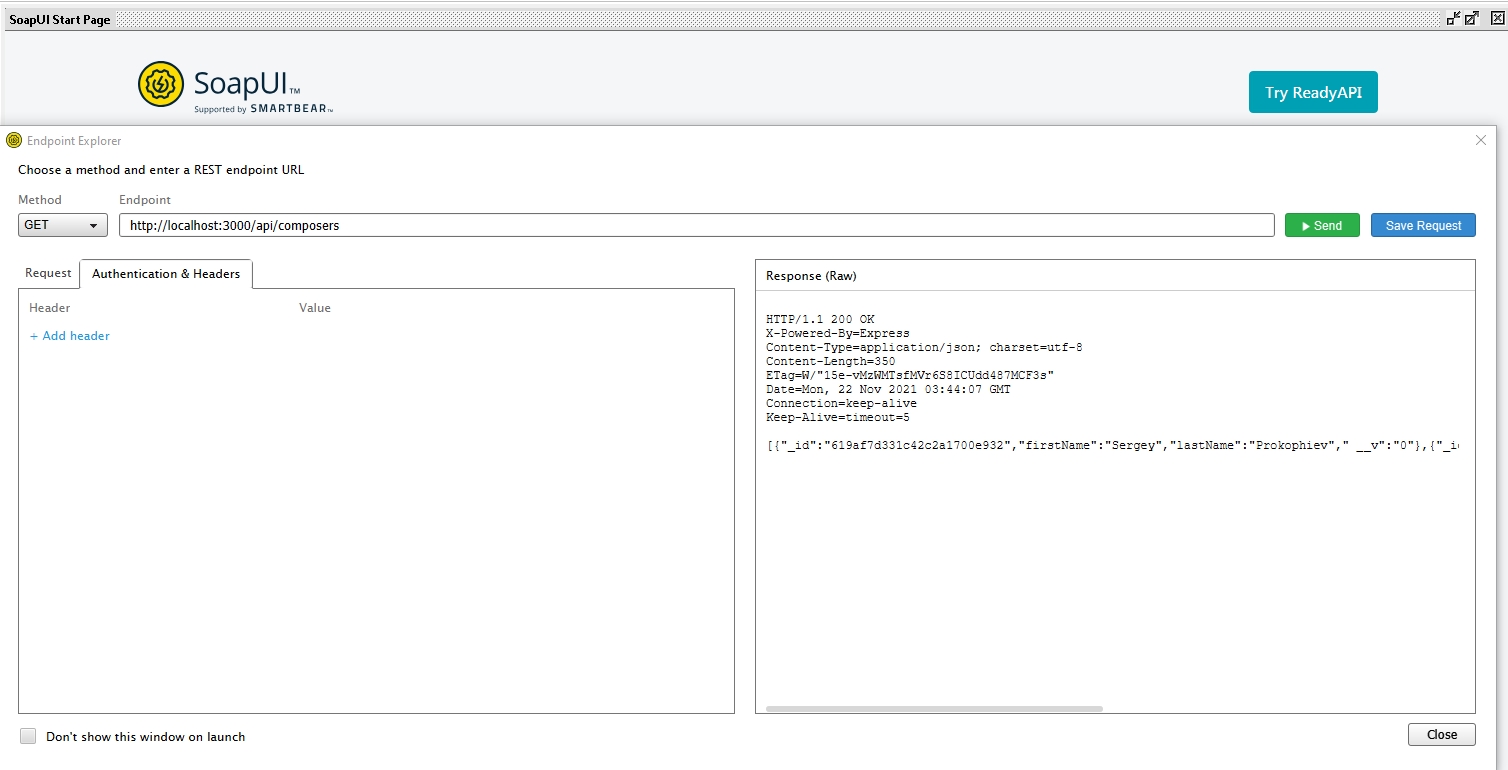 SoapUI Start Page
SoapUI™
Supported by SMARTBEAR™
Try ReadyAPI
Endpoint Explorer
Choose a method and enter a REST endpoint URL
Method Endpoint
GET http://localhost:3000/api/composers Send Save Request
Request Authentication & Headers
Header Value
+ Add header
Response (Raw)
HTTP/1.1 200 OK
X-Powered-By=Express
Content-Type=application/json; charset=utf-8
Content-Length=350
ETag=W/"15e-vMzWMTsfMVr6S8ICUdd487MCF3s"
Date=Mon, 22 Nov 2021 03:44:07 GMT
Connection=keep-alive
Keep-Alive=timeout=5
[{"_id":"619af7d331c42c2a1700e932","firstName":"Sergey","lastName":"Prokophiev"," __v":"0"},{"_i
Don't show this window on launch
Close